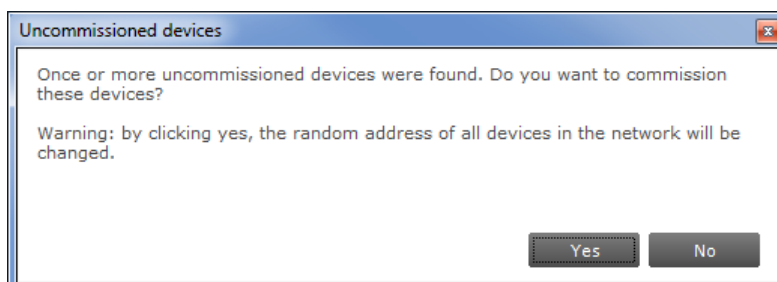 Uncommissioned devices
Once or more uncommissioned devices were found. Do you want to commission
these devices?
Warning: by clicking yes, the random address of all devices in the network will be
changed.
Yes
No